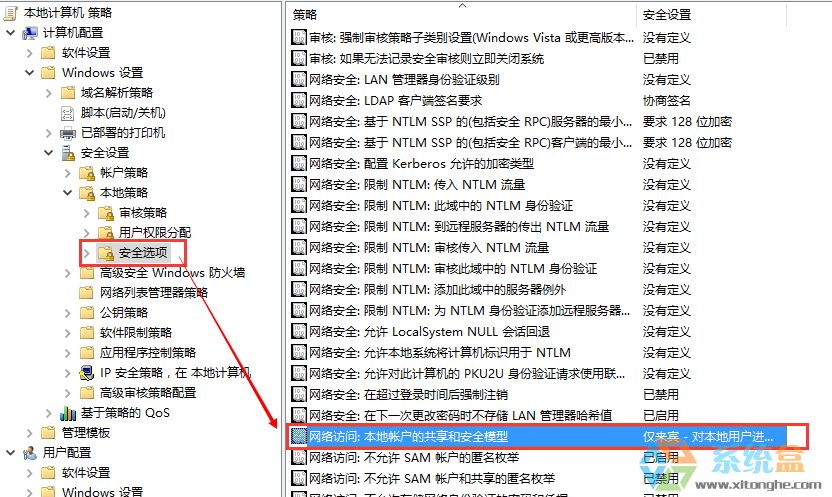 本地计算机 策略
计算机配置
软件设置
Windows 设置
域名解析策略
脚本(启动/关机)
已部署的打印机
安全设置
帐户策略
本地策略
审核策略
用户权限分配
安全选项
高级安全 Windows 防火墙
网络列表管理器策略
公钥策略
软件限制策略
应用程序控制策略
IP 安全策略，在 本地计算机
高级审核策略配置
基于策略的 QoS
管理模板
用户配置
软件设置
Windows 设置
策略 安全设置
审核: 强制审核策略子类别设置(Windows Vista 或更高版本... 没有定义
审核: 如果无法记录安全审核则立即关闭系统 已禁用
网络安全: LAN 管理器身份验证级别 没有定义
网络安全: LDAP 客户端签名要求 协商签名
网络安全: 基于 NTLM SSP 的(包括安全 RPC)服务器的最小... 要求 128 位加密
网络安全: 基于 NTLM SSP 的(包括安全 RPC)客户端的最小... 要求 128 位加密
网络安全: 配置 Kerberos 允许的加密类型 没有定义
网络安全: 限制 NTLM: 传入 NTLM 流量 没有定义
网络安全: 限制 NTLM: 此域中的 NTLM 身份验证 没有定义
网络安全: 限制 NTLM: 到远程服务器的传出 NTLM 流量 没有定义
网络安全: 限制 NTLM: 审核传入 NTLM 流量 没有定义
网络安全: 限制 NTLM: 审核此域中的 NTLM 身份验证 没有定义
网络安全: 限制 NTLM: 添加此域中的服务器例外 没有定义
网络安全: 限制 NTLM: 为 NTLM 身份验证添加远程服务器... 没有定义
网络安全: 允许 LocalSystem NULL 会话回退 没有定义
网络安全: 允许本地系统将计算机标识用于 NTLM 没有定义
网络安全: 允许对此计算机的 PKU2U 身份验证请求使用联... 没有定义
网络安全: 在超过登录时间后强制注销 已禁用
网络安全: 在下一次更改密码时不存储 LAN 管理器哈希值 已启用
网络访问: 本地帐户的共享和安全模型 仅来宾 - 对本地用户进...
网络访问: 不允许 SAM 帐户的匿名枚举 已启用
网络访问: 不允许 SAM 帐户和共享的匿名枚举 已禁用
系统盒
www.xitonghe.com